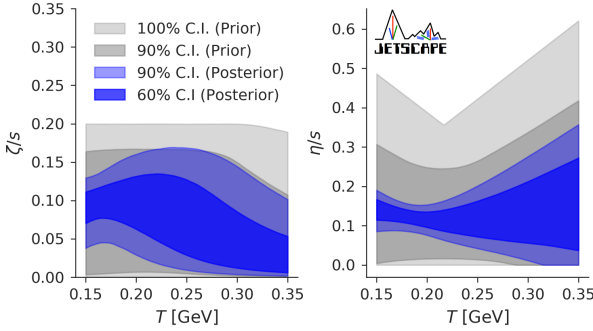 0.35
0.30
0.25
0.20
0.15
0.10
0.05
0.00
ζ/s
100% C.I. (Prior)
90% C.I. (Prior)
90% C.I. (Posterior)
60% C.I (Posterior)
0.15 0.20 0.25 0.30 0.35
T [GeV]
JETSCAPE
0.6
0.5
0.4
0.3
0.2
0.1
0.0
η/s
0.15 0.20 0.25 0.30 0.35
T [GeV]